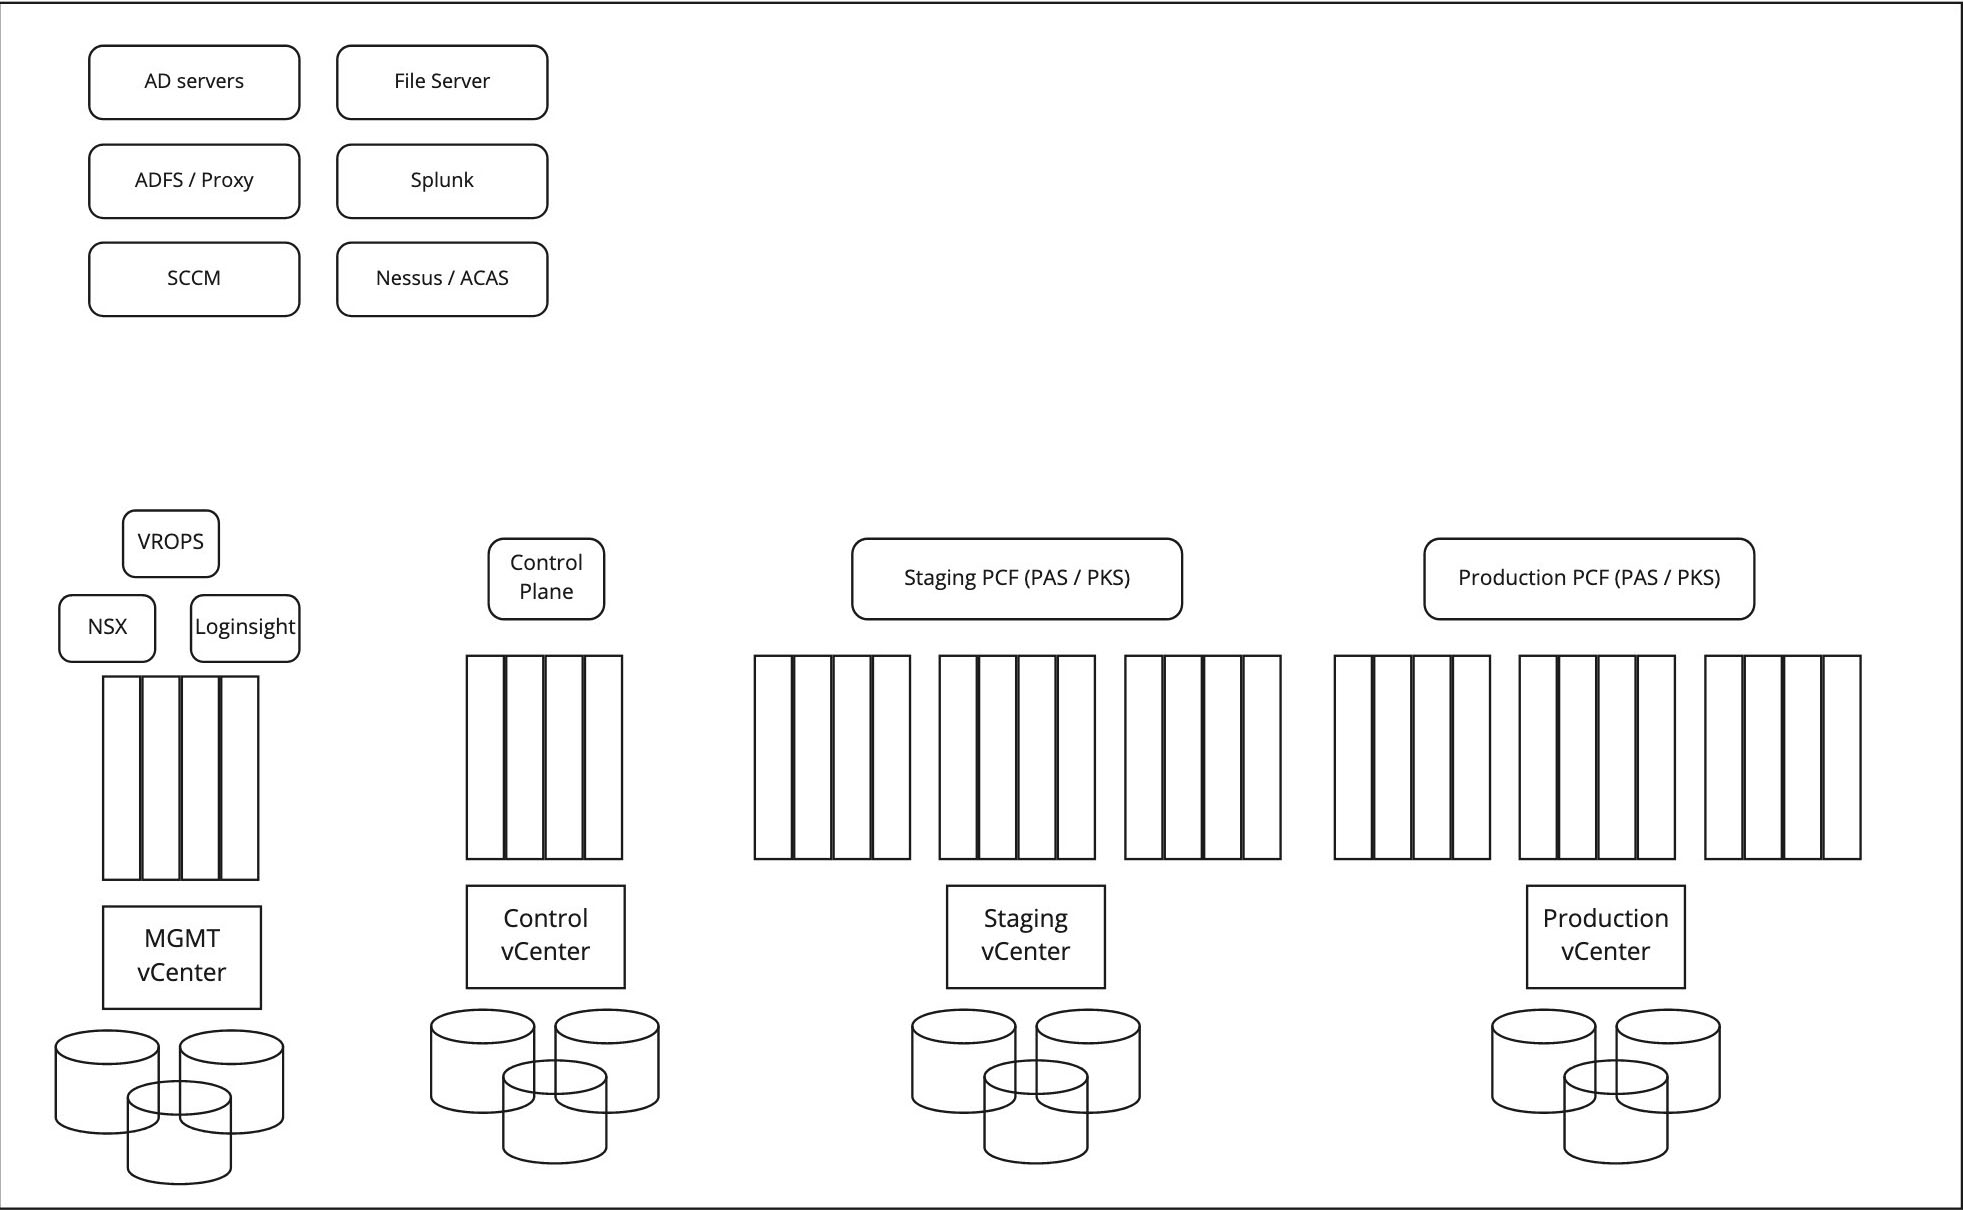 AD servers
File Server
ADFS / Proxy
Splunk
SCCM
Nessus / ACAS
VROPS
NSX
Loginsight
Control
Plane
Staging PCF (PAS / PKS)
Production PCF (PAS / PKS)
MGMT
vCenter
Control
vCenter
Staging
vCenter
Production
vCenter